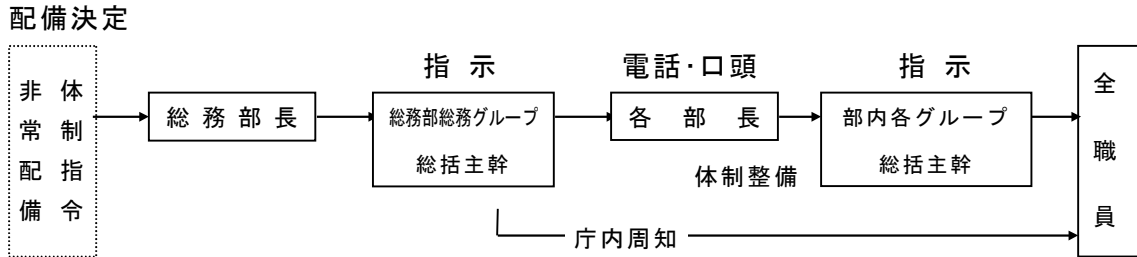 配備決定
非常配備
体制指令
総務部長
指示
総務部総務グループ
総括主幹
電話・口頭
各部長
体制整備
指示
部内各グループ
総括主幹
全職員
庁内周知